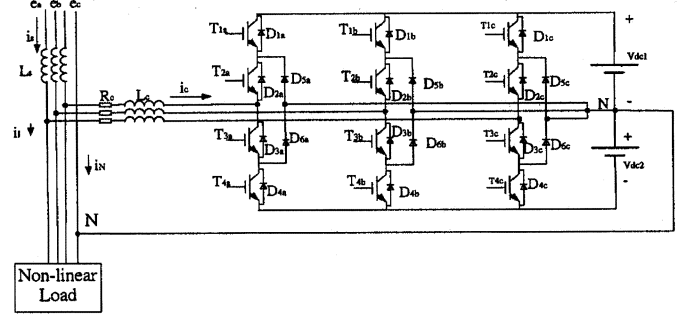 ea eb ec
is
Ls
Rc Lc ic
il
iN
N
Non-linear
Load
T1a D1a T1b D1b T1c D1c
T2a D2a D5a T2b D2b D5b T2c D2c D5c
T3a D3a D6a T3b D3b D6b T3c D3c D6c
T4a D4a T4b D4b T4c D4c
+
Vdc1
N -
+
Vdc2
-